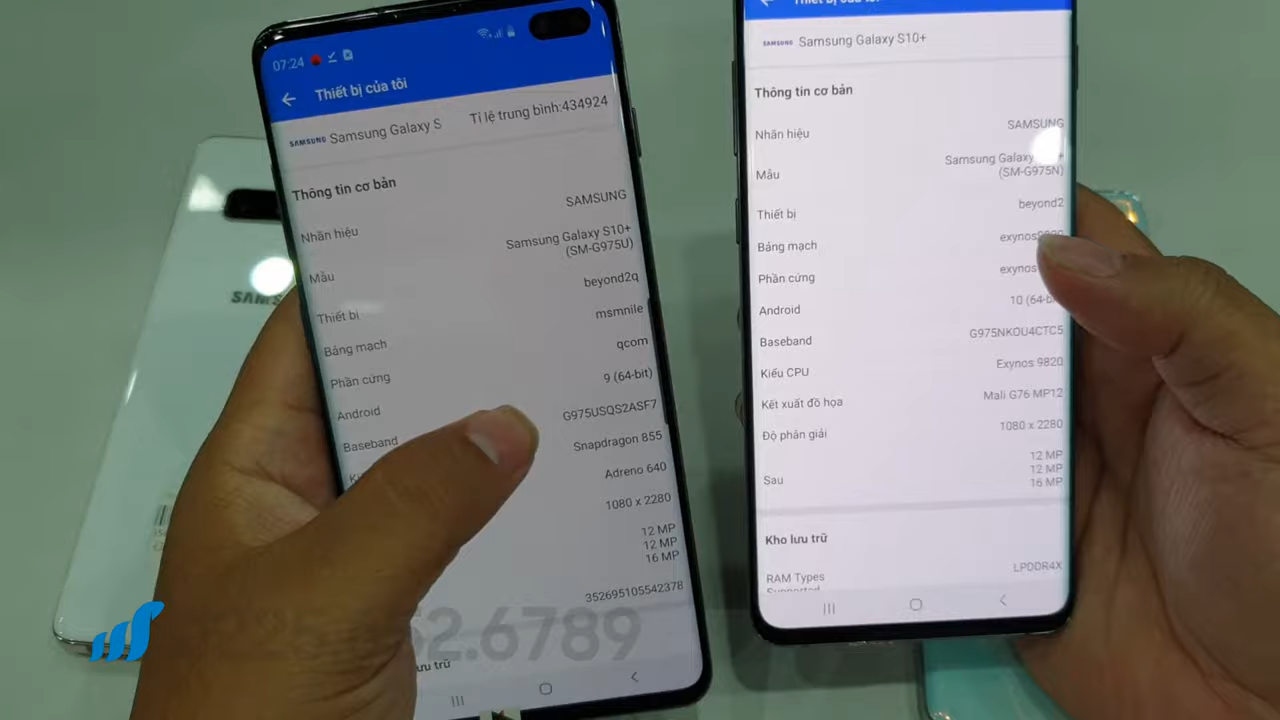 07:24
Thiết bị của tôi
SAMSUNG Samsung Galaxy S
Tỉ lệ trung bình:434924
Thông tin cơ bản
Nhãn hiệu SAMSUNG
Mẫu Samsung Galaxy S10+
(SM-G975U)
Thiết bị beyond2q
Bảng mạch msmnile
Phần cứng qcom
Android 9 (64-bit)
Baseband G975USQS2ASF7
Snapdragon 855
Adreno 640
1080 x 2280
12 MP
12 MP
16 MP
352695105542378
SAMSUNG Samsung Galaxy S10+
Thông tin cơ bản
Nhãn hiệu SAMSUNG
Mẫu Samsung Galaxy
(SM-G975N)
Thiết bị beyond2
Bảng mạch
Phần cứng
Android 10
Baseband G975NKOU4CTC5
Kiểu CPU Exynos 9820
Kết xuất đồ họa Mali G76 MP12
Độ phân giải 1080 x 2280
Sau 12 MP
12 MP
16 MP
Kho lưu trữ
RAM Types LPDDR4X
Supported